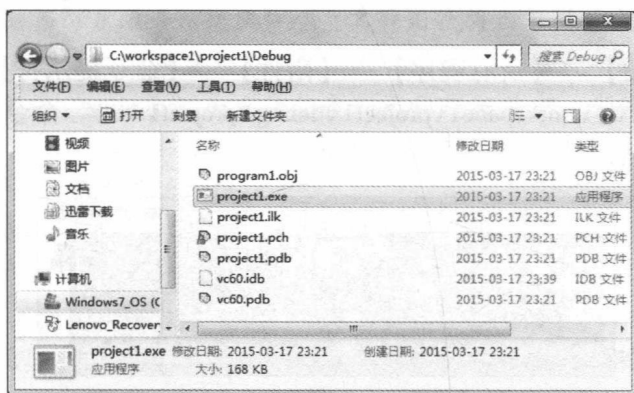 C:\workspace1\project1\Debug
搜索 Debug
文件(F) 编辑(E) 查看(V) 工具(T) 帮助(H)
组织 打开 刻录 新建文件夹
视频
图片
文档
迅雷下载
音乐
计算机
Windows7_OS (C
Lenovo_Recover
名称 修改日期 类型
program1.obj 2015-03-17 23:21 OBJ 文件
project1.exe 2015-03-17 23:21 应用程序
project1.ilk 2015-03-17 23:21 ILK 文件
project1.pch 2015-03-17 23:21 PCH 文件
project1.pdb 2015-03-17 23:21 PDB 文件
vc60.idb 2015-03-17 23:39 IDB 文件
vc60.pdb 2015-03-17 23:21 PDB 文件
project1.exe 修改日期: 2015-03-17 23:21 创建日期: 2015-03-17 23:21
应用程序 大小: 168 KB